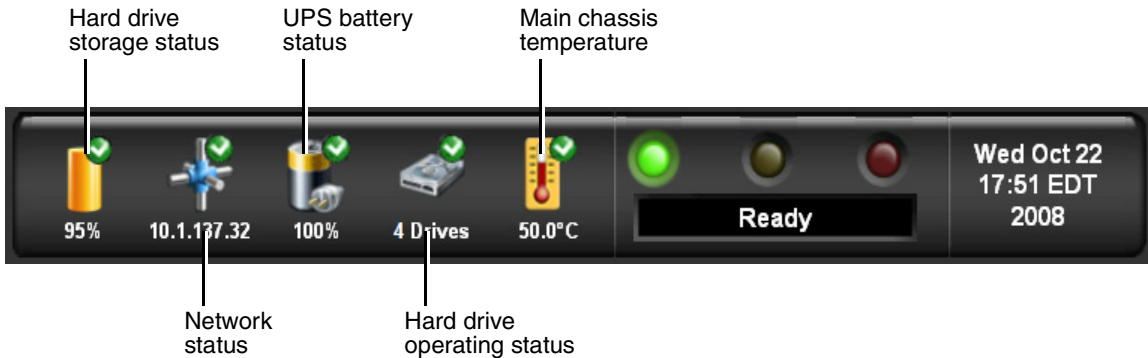 Hard drive
storage status
UPS battery
status
Main chassis
temperature
95%
10.1.137.32
100%
4 Drives
50.0°C
Ready
Wed Oct 22
17:51 EDT
2008
Network
status
Hard drive
operating status